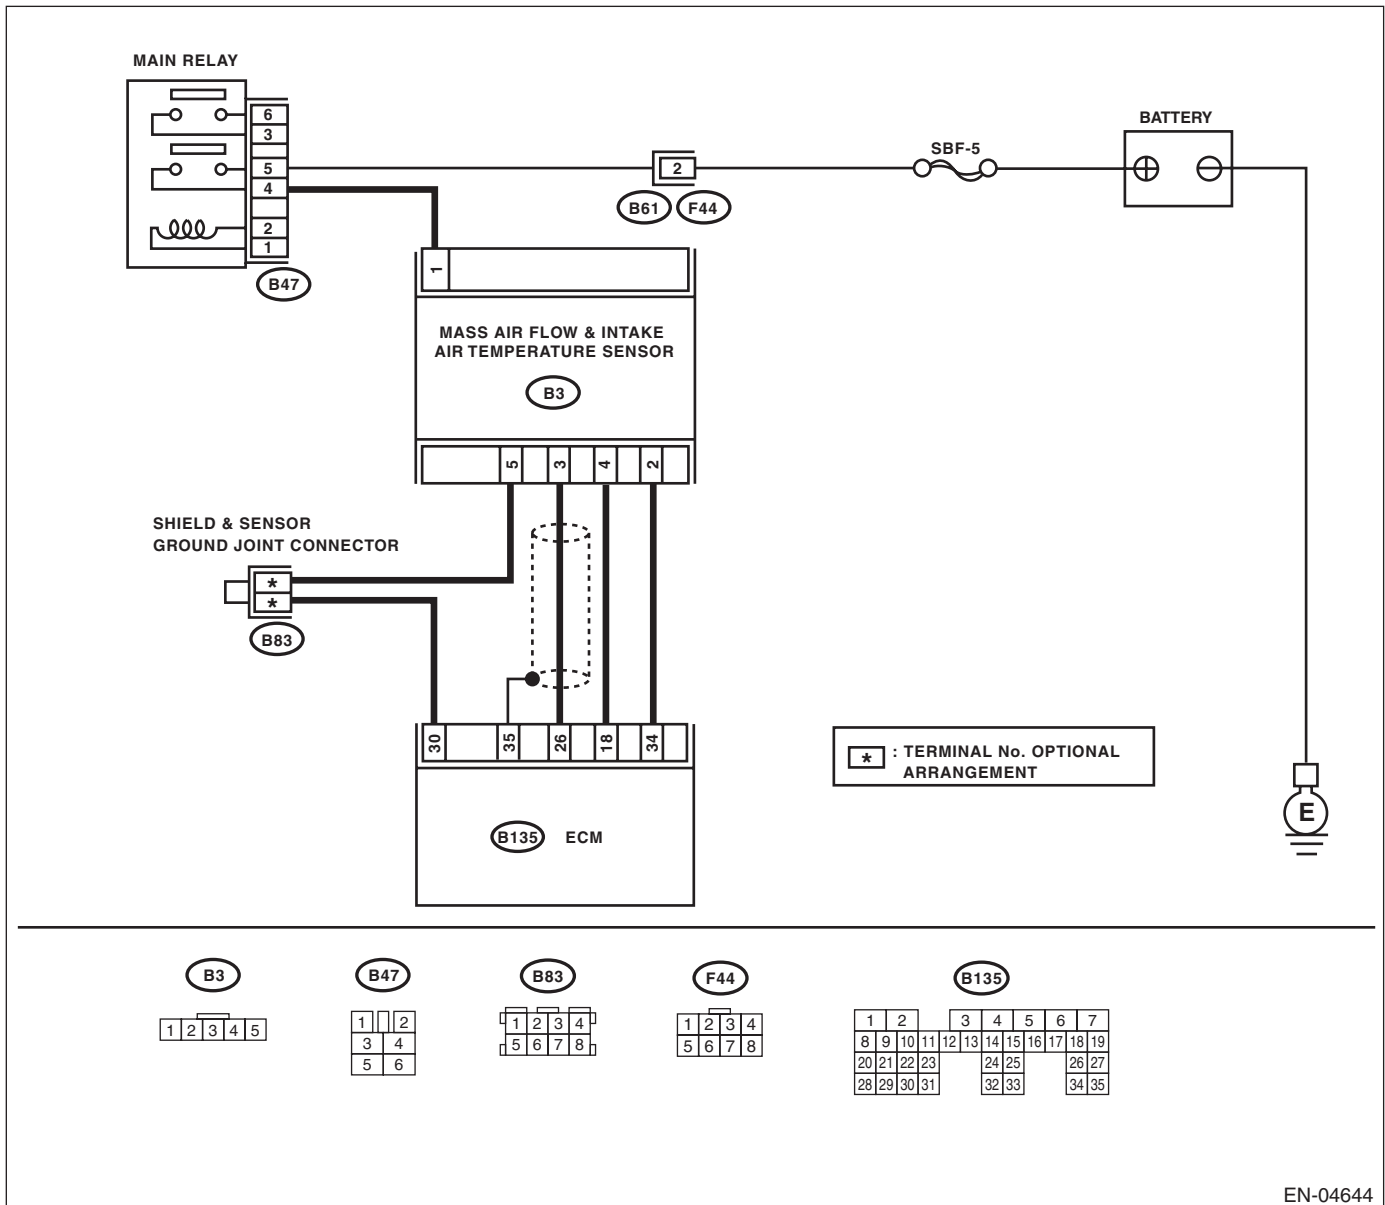 MAIN RELAY
6
3
5
4
2
1
B47
2
B61
F44
SBF-5
BATTERY
1
MASS AIR FLOW & INTAKE
AIR TEMPERATURE SENSOR
B3
5 3 4 2
SHIELD & SENSOR
GROUND JOINT CONNECTOR
*
*
B83
30 35 26 18 34
B135 ECM
* : TERMINAL No. OPTIONAL
ARRANGEMENT
E
B3
1 2 3 4 5
B47
1 2
3 4
5 6
B83
1 2 3 4
5 6 7 8
F44
1 2 3 4
5 6 7 8
B135
1 2 3 4 5 6 7
8 9 10 11 12 13 14 15 16 17 18 19
20 21 22 23 24 25 26 27
28 29 30 31 32 33 34 35
EN-04644